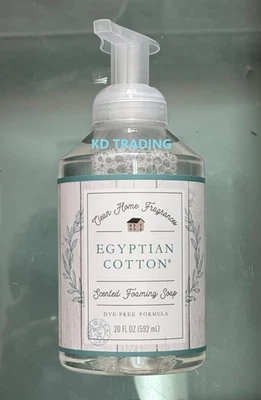 KD TRADING
Clean Home Fragrances
EGYPTIAN
COTTON®
Scented Foaming Soap
DYE-FREE FORMULA
20 FL OZ (592 mL)